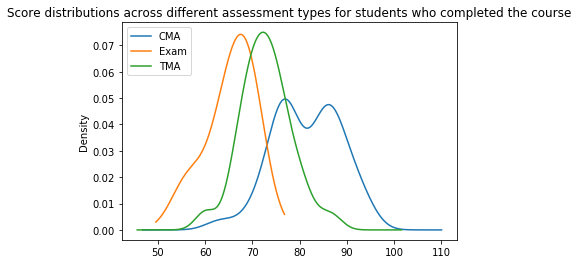 Score distributions across different assessment types for students who completed the course
CMA
Exam
TMA
Density
0.07
0.06
0.05
0.04
0.03
0.02
0.01
0.00
50 60 70 80 90 100 110